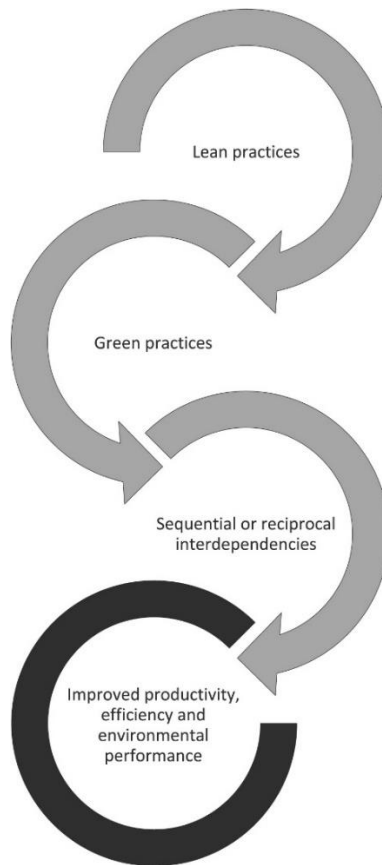 Lean practices
Green practices
Sequential or reciprocal
interdependencies
Improved productivity,
efficiency and
environmental
performance